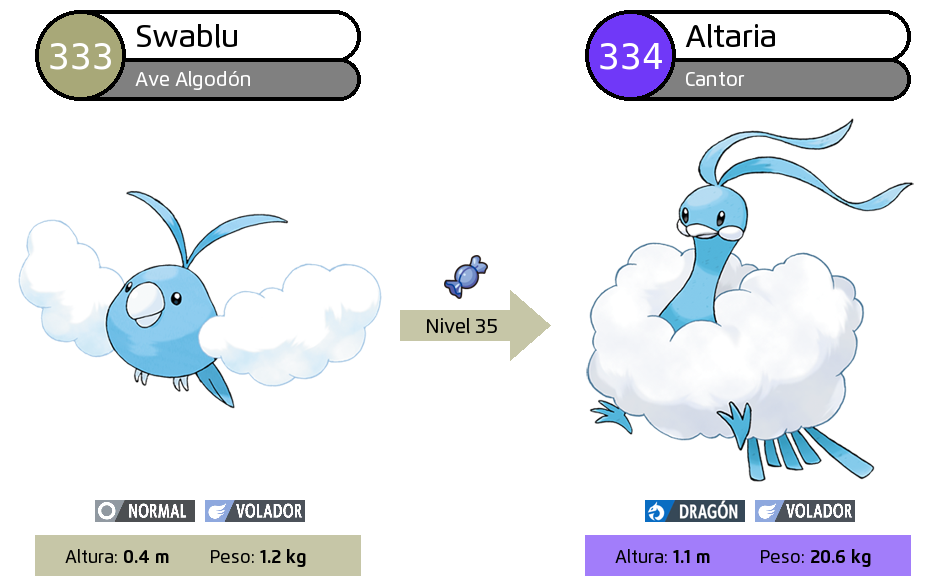 333
Swablu
Ave Algodón
334
Altaria
Cantor
Nivel 35
NORMAL
VOLADOR
DRAGÓN
VOLADOR
Altura: 0.4 m
Peso: 1.2 kg
Altura: 1.1 m
Peso: 20.6 kg